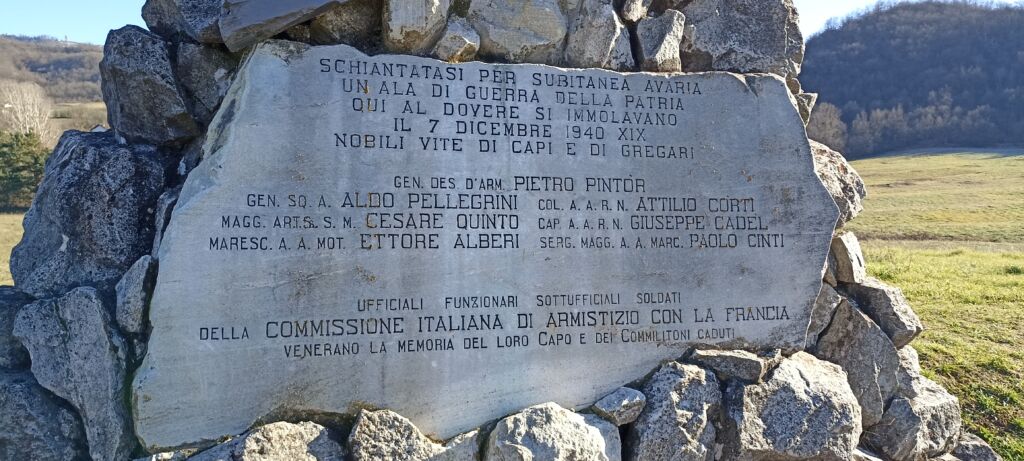 SCHIANTATASI PER SUBITANEA AVARIA
UN ALA DI GUERRA DELLA PATRIA
QUI AL DOVERE SI IMMOLAVANO
IL 7 DICEMBRE 1940 XIX
NOBILI VITE DI CAPI E DI GREGARI
GEN. DES. D'ARM. PIETRO PINTOR
GEN. SQ. A. ALDO PELLEGRINI COL. A. A. R. N. ATTILIO CORTI
MAGG. ART. S. S. M. CESARE QUINTO CAP. A. A. R. N. GIUSEPPE CADEL
MARESC. A. A. MOT. ETTORE ALBERI SERG. MAGG. A. A. MARC. PAOLO CINTI
UFFICIALI FUNZIONARI SOTTUFFICIALI SOLDATI
DELLA COMMISSIONE ITALIANA DI ARMISTIZIO CON LA FRANCIA
VENERANO LA MEMORIA DEL LORO CAPO E DEI COMMILITONI CADUTI